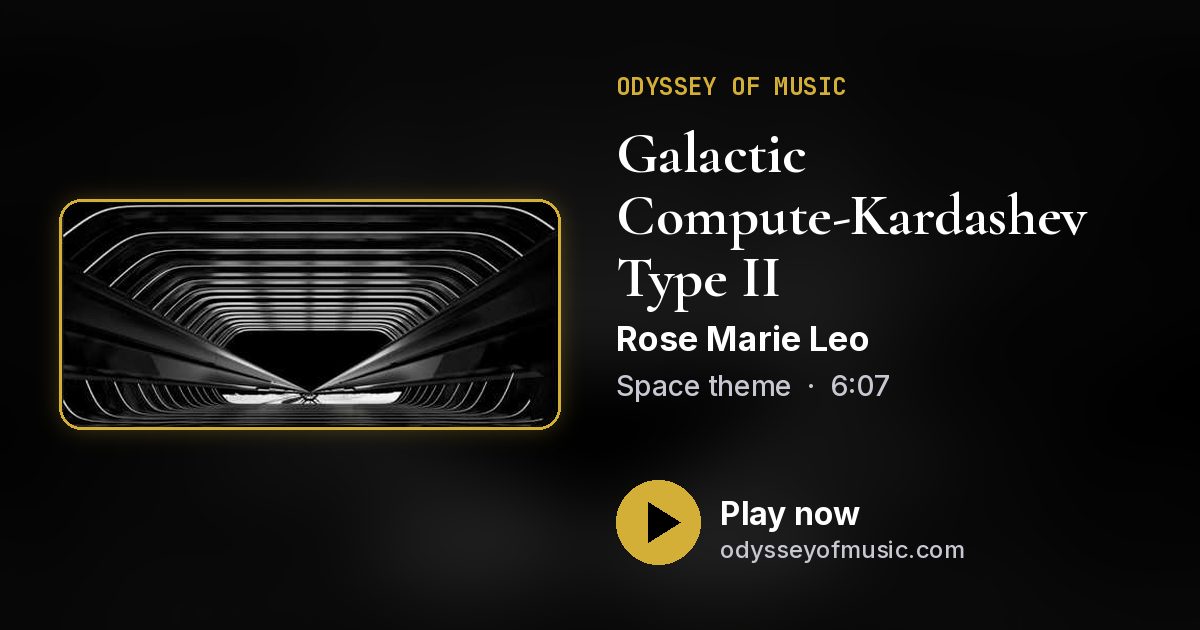 ODYSSEY OF MUSIC
Galactic
Compute-Kardashev
Type II
Rose Marie Leo
Space theme · 6:07
Play now
odysseyofmusic.com